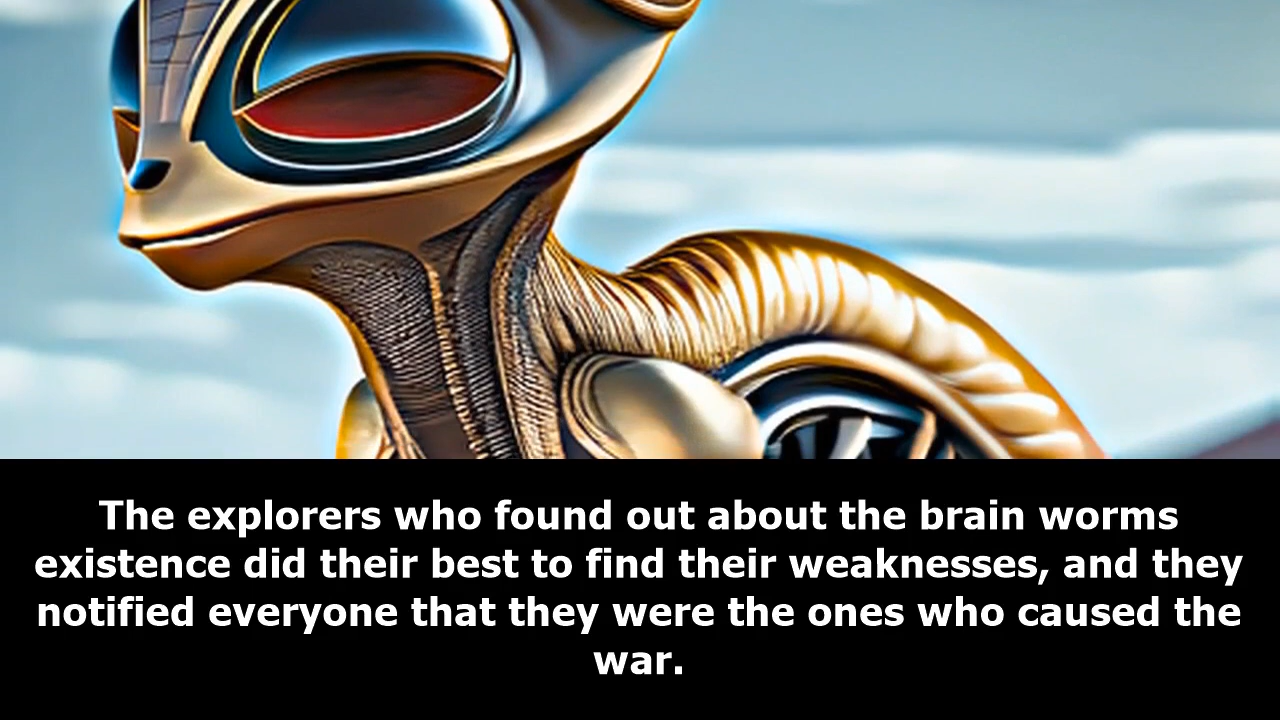 The explorers who found out about the brain worms
existence did their best to find their weaknesses, and they
notified everyone that they were the ones who caused the
war.